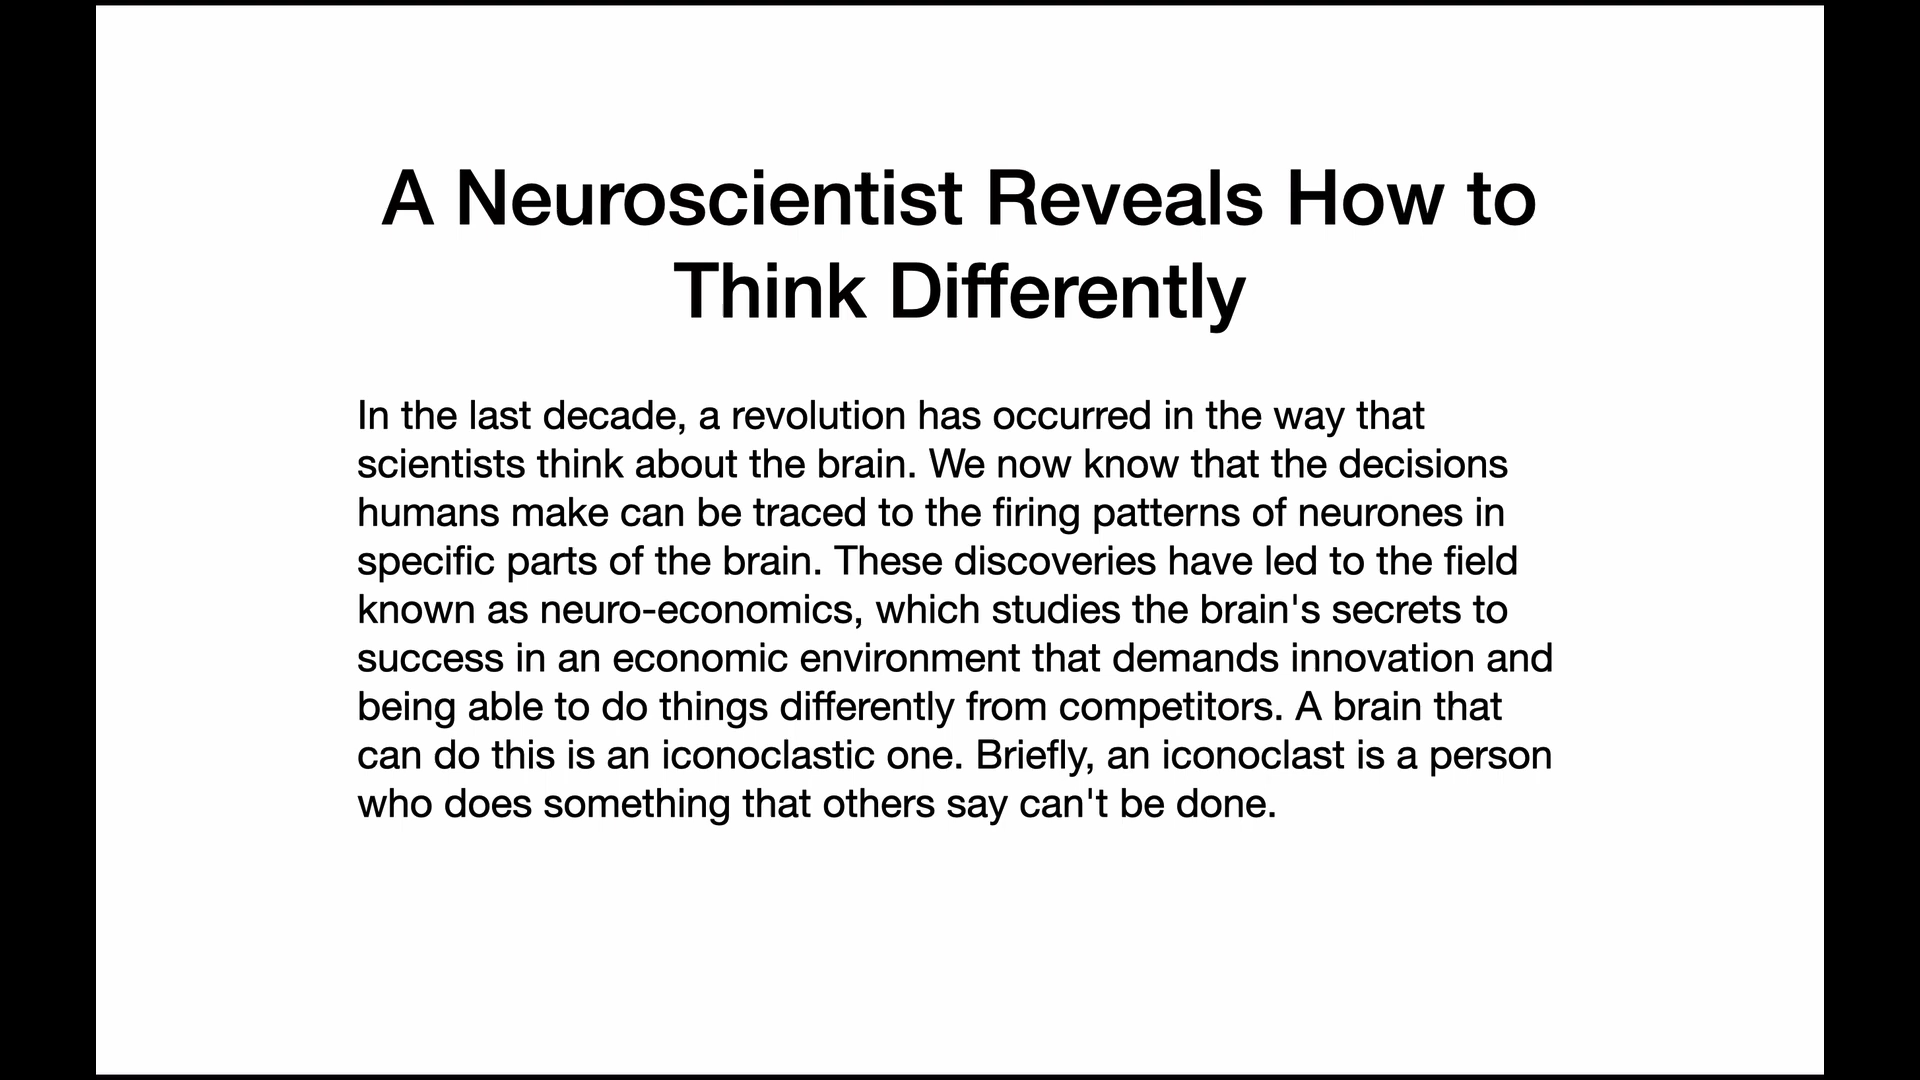 A Neuroscientist Reveals How to
Think Differently
In the last decade, a revolution has occurred in the way that
scientists think about the brain. We now know that the decisions
humans make can be traced to the firing patterns of neurones in
specific parts of the brain. These discoveries have led to the field
known as neuro-economics, which studies the brain's secrets to
success in an economic environment that demands innovation and
being able to do things differently from competitors. A brain that
can do this is an iconoclastic one. Briefly, an iconoclast is a person
who does something that others say can't be done.